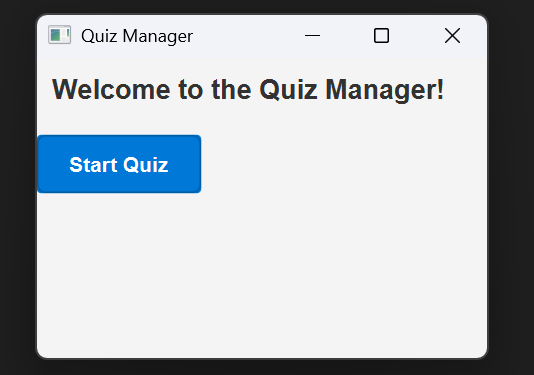 Quiz Manager
Welcome to the Quiz Manager!
Start Quiz